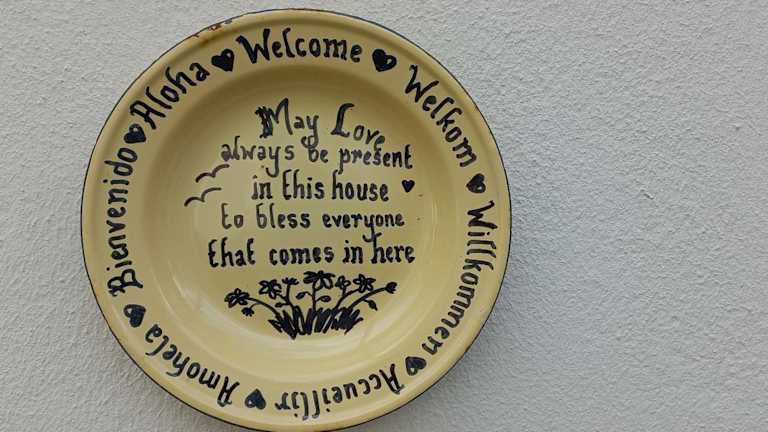 Welcome
Welkom
Willkommen
Accueillir
Amohela
Bienvenido
Aloha
May Love
always be present
in this house
to bless everyone
that comes in here